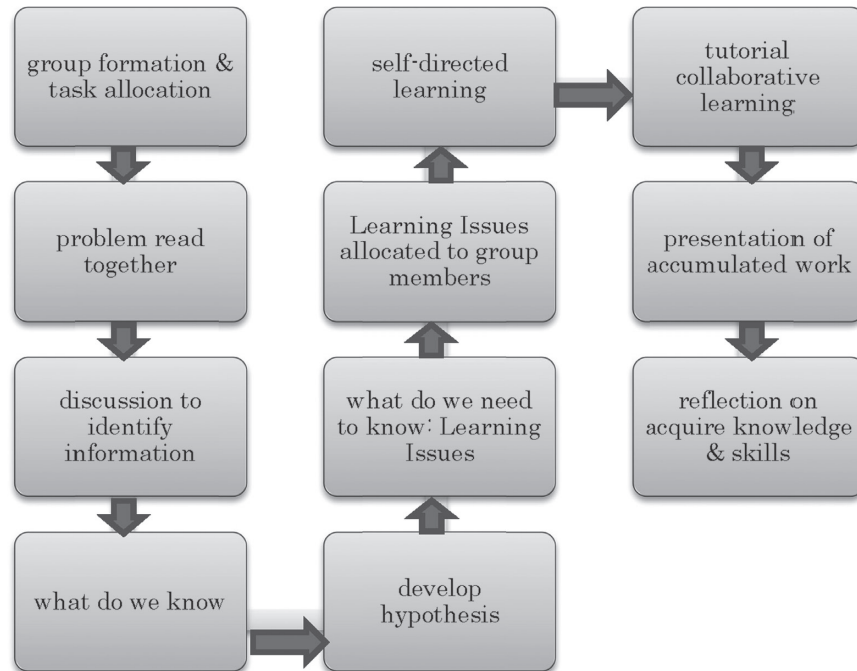 group formation &
task allocation
problem read
together
discussion to
identify
information
what do we know
develop
hypothesis
what do we need
to know: Learning
Issues
Learning Issues
allocated to group
members
self-directed
learning
tutorial
collaborative
learning
presentation of
accumulated work
reflection on
acquire knowledge
& skills